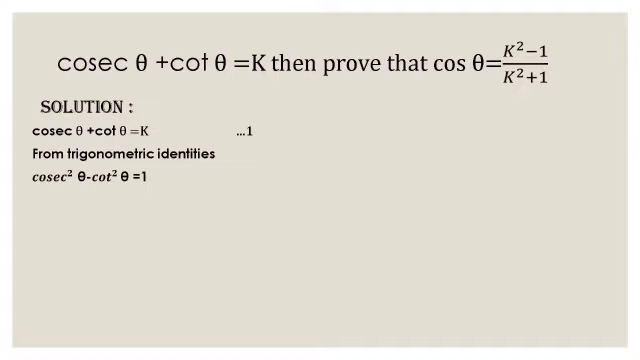 cosec θ +cot θ =K then prove that cos θ=\frac{K²−1}{K²+1}
SOLUTION :
cosec θ +cot θ =K ...1
From trigonometric identities
cosec² θ-cot² θ =1